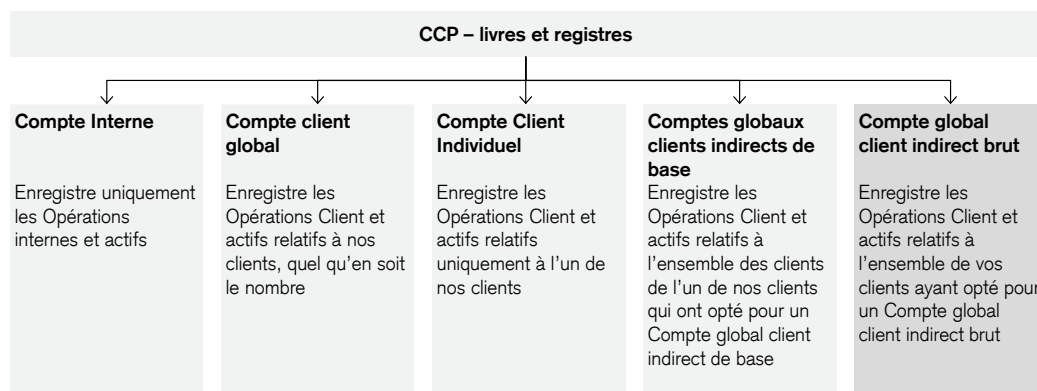 CCP – livres et registres
Compte Interne
Enregistre uniquement
les Opérations
internes et actifs
Compte client
global
Enregistre les
Opérations Client et
actifs relatifs à nos
clients, quel qu'en soit
le nombre
Compte Client
Individuel
Enregistre les
Opérations Client et
actifs relatifs
uniquement à l'un de
nos clients
Comptes globaux
clients indirects de
base
Enregistre les
Opérations Client et
actifs relatifs à
l'ensemble des clients
de l'un de nos clients
qui ont opté pour un
Compte global client
indirect de base
Compte global
client indirect brut
Enregistre les
Opérations Client et
actifs relatifs à
l'ensemble de vos
clients ayant opté pour
un Compte global
client indirect brut